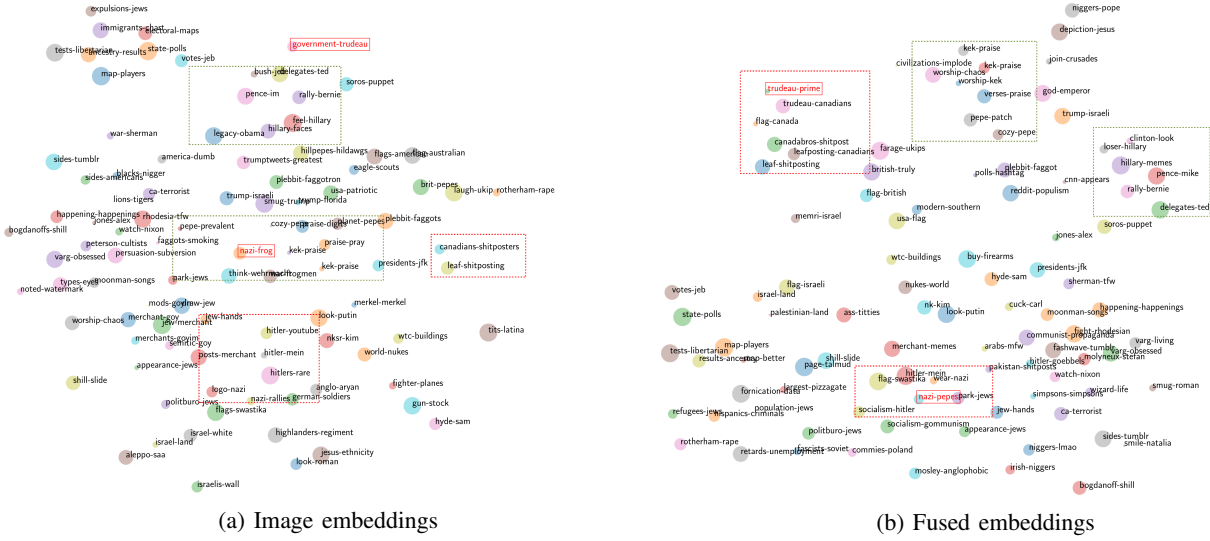 expulsions-jews
immigrants-ghast
electoral-maps
tests-libertarian
ancestry-results
state-polls
votes-jeb
map-players
government-trudeau
bush-jeb
delegates-ted
soros-puppet
pence-im
rally-bernie
feel-hillary
hillary-faces
legacy-obama
war-sherman
hillpepes-hildawgs
flags-american
flag-australian
sides-tumblr
america-dumb
trumptweets-greatest
eagle-scouts
blacks-nigger
sides-americans
plebbit-faggotron
brit-pepes
laugh-ukip
rotherham-rape
ca-terrorist
lions-tigers
trump-israeli
usa-patriotic
smug-trump
trump-florida
happening-happenings
jones-alex
rhodesia-tfw
pepe-prevalent
cozy-pepe
praise-digits
planet-pepes
plebbit-faggots
bogdanoffs-shill
watch-nixon
peterson-cultists
faggots-smoking
praise-pray
canadians-shitposters
varg-obsessed
persuasion-subversion
nazi-frog
kek-praise
presidents-jfk
leaf-shitposting
types-eyes
moonman-songs
park-jews
think-wehrmacht
war-frogmen
kek-praise
noted-watermark
mods-goyim
draw-jew
merkel-merkel
worship-chaos
merchant-goy
jew-merchant
jew-hands
look-putin
tits-latina
merchants-goyim
semitic-goy
hitler-youtube
nksr-kim
wtc-buildings
posts-merchant
hitler-mein
world-nukes
appearance-jews
shill-slide
hitlers-rare
politburo-jews
logo-nazi
anglo-aryan
fighter-planes
nazi-rallies
german-soldiers
flags-swastika
gun-stock
hyde-sam
israel-white
highlanders-regiment
israel-land
aleppo-saa
jesus-ethnicity
look-roman
israelis-wall
(a) Image embeddings
niggers-pope
depiction-jesus
kek-praise
civilizations-implode
kek-praise
join-crusades
worship-chaos
worship-kek
trudeau-prime
verses-praise
god-emperor
trudeau-canadians
trump-israeli
flag-canada
pepe-patch
cozy-pepe
clinton-look
canadabros-shitpost
loser-hillary
leafposting-canadians
farage-ukips
hillary-memes
leaf-shitposting
british-truly
polls-hashtag
plebbit-faggot
cnn-appears
pence-mike
flag-british
reddit-populism
rally-bernie
modern-southern
delegates-ted
memri-israel
usa-flag
soros-puppet
jones-alex
wtc-buildings
buy-firearms
presidents-jfk
votes-jeb
flag-israeli
nukes-world
hyde-sam
sherman-tfw
israel-land
nk-kim
cuck-carl
happening-happenings
state-polls
palestinian-land
ass-titties
look-putin
moonman-songs
map-players
merchant-memes
communist-propaganda
fight-rhodesian
varg-living
tests-libertarian
arabs-mfw
fashwave-tumblr
varg-obsessed
results-ancestry
stop-better
shill-slide
page-talmud
hitler-goebbels
molyneux-stefan
pakistan-shitposts
hitler-mein
watch-nixon
flag-swastika
wear-nazi
fornication-data
largest-pizzagate
nazi-pepes
park-jews
simpsons-simpsons
wizard-life
smug-roman
population-jews
refugees-jews
hispanics-criminals
socialism-hitler
jew-hands
ca-terrorist
politburo-jews
socialism-gommunism
appearance-jews
sides-tumblr
smile-natalia
rotherham-rape
retards-unemployment
fascists-soviet
commies-poland
niggers-lmao
mosley-anglophobic
irish-niggers
bogdanoff-shill
(b) Fused embeddings